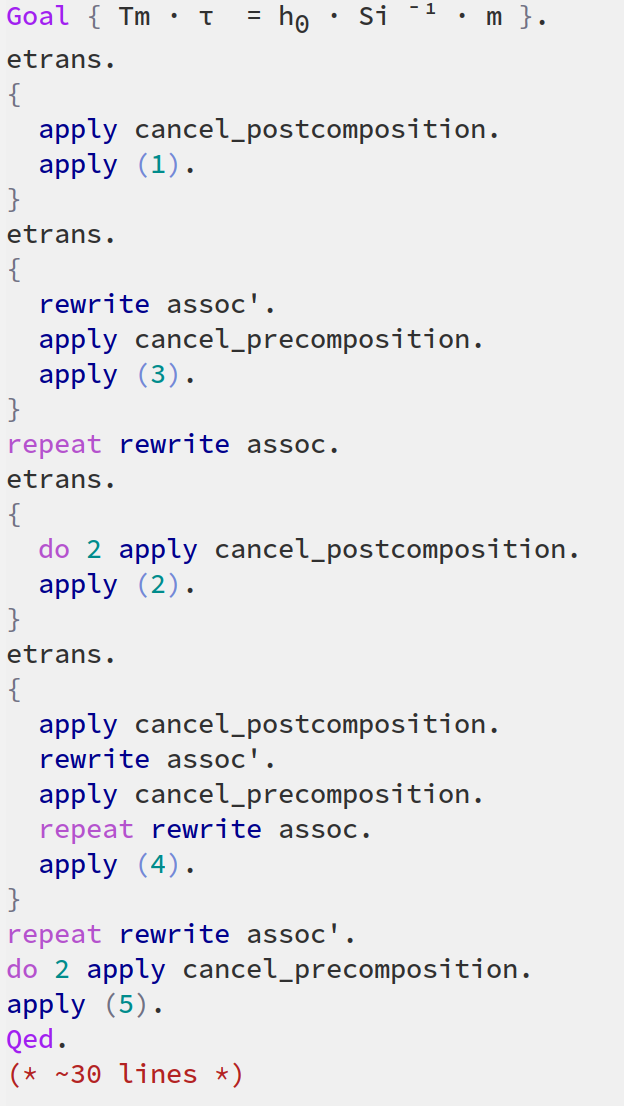 Goal { Tm · τ  = h₀ · Si ⁻¹ · m }.
etrans.
{
  apply cancel_postcomposition.
  apply (1).
}
etrans.
{
  rewrite assoc'.
  apply cancel_precomposition.
  apply (3).
}
repeat rewrite assoc.
etrans.
{
  do 2 apply cancel_postcomposition.
  apply (2).
}
etrans.
{
  apply cancel_postcomposition.
  rewrite assoc'.
  apply cancel_precomposition.
  repeat rewrite assoc.
  apply (4).
}
repeat rewrite assoc'.
do 2 apply cancel_precomposition.
apply (5).
Qed.
(* ~30 lines *)